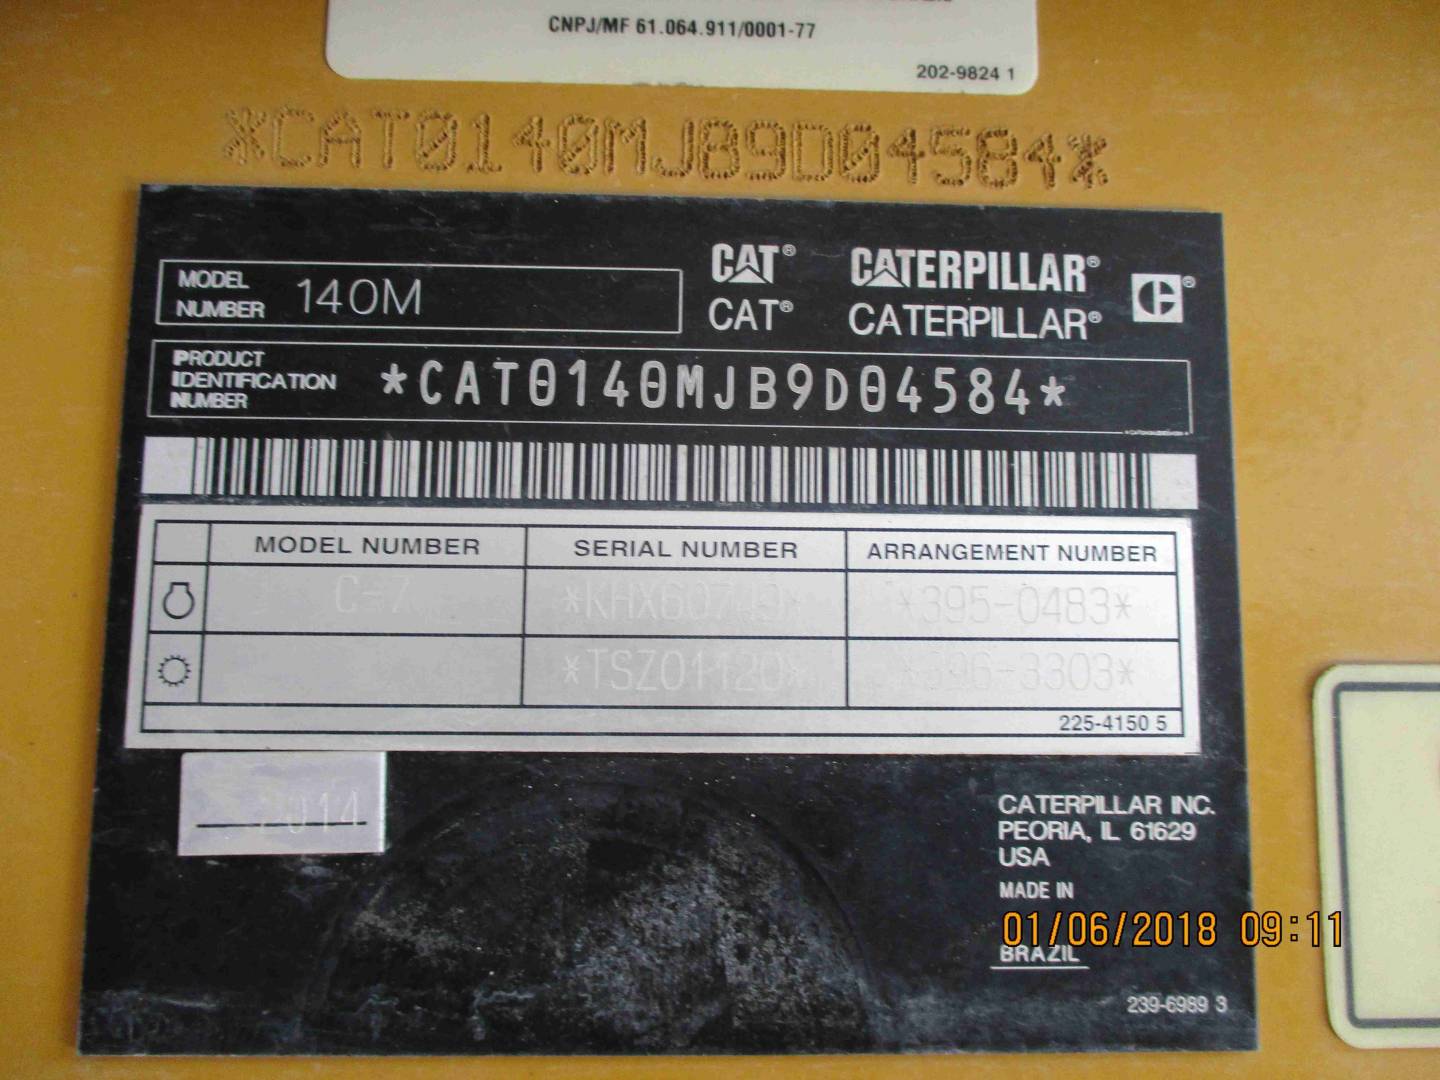 CNPJ/MF 61.064.911/0001-77
202-9824 1
*CAT0140MJB9D04584*
MODEL NUMBER 140M
CAT® CATERPILLAR®
CAT® CATERPILLAR®
PRODUCT IDENTIFICATION NUMBER *CAT0140MJB9D04584*
MODEL NUMBER SERIAL NUMBER ARRANGEMENT NUMBER
C-7 *395-0483*
*TSZ01120* *396-3303*
225-4150 5
2014
CATERPILLAR INC.
PEORIA, IL 61629
USA
MADE IN
01/06/2018 09:11
BRAZIL
239-6989 3